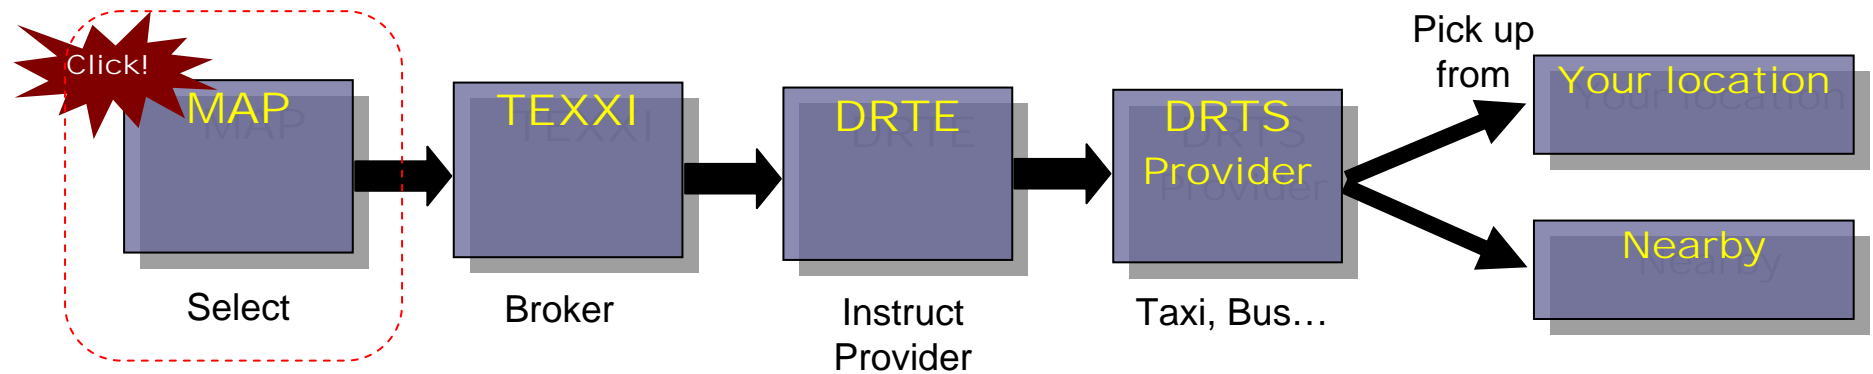 Click!
MAP
Select
TEXXI
Broker
DRTE
Instruct
Provider
DRTS
Provider
Taxi, Bus…
Pick up
from
Your location
Nearby